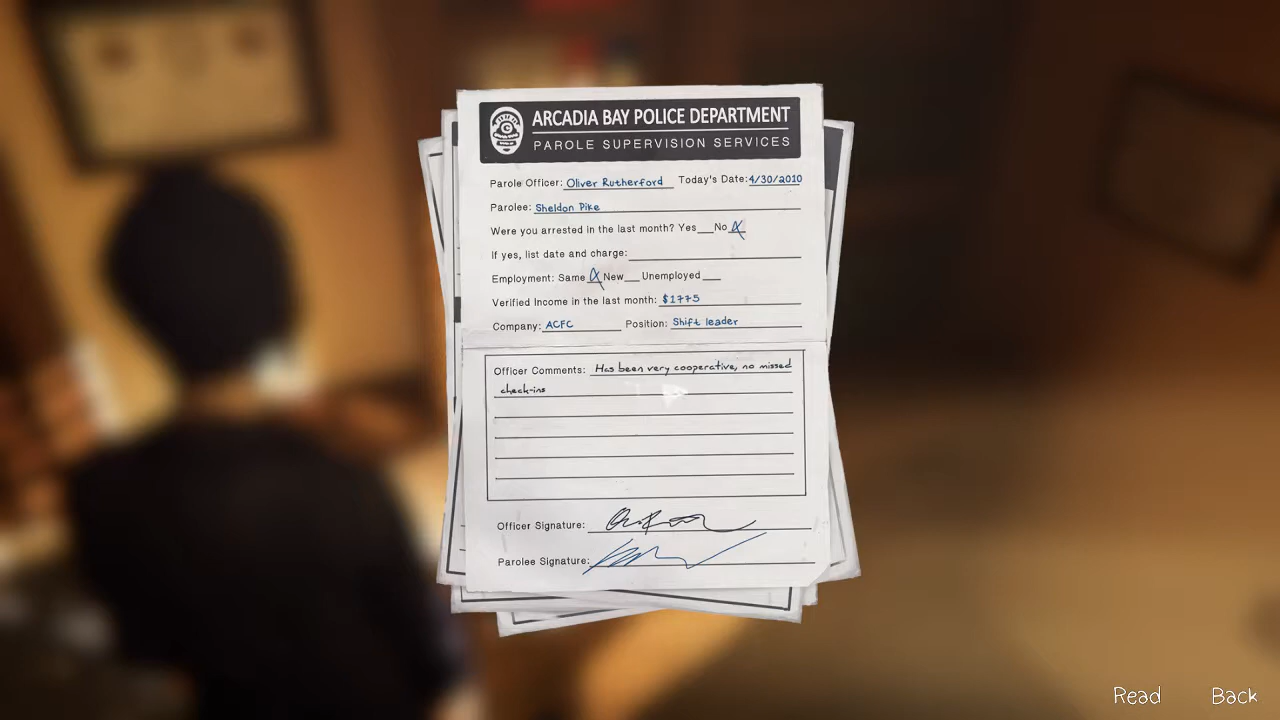 ARCADIA BAY POLICE DEPARTMENT
PAROLE SUPERVISION SERVICES
Parole Officer: Oliver Rutherford Today's Date: 4/30/2010
Parolee: Sheldon Pike
Were you arrested in the last month? Yes__No X
If yes, list date and charge:
Employment: Same X New__ Unemployed __
Verified Income in the last month: $1775
Company: ACFC Position: Shift leader
Officer Comments: Has been very cooperative, no missed
check-ins
Officer Signature:
Parolee Signature:
Read Back